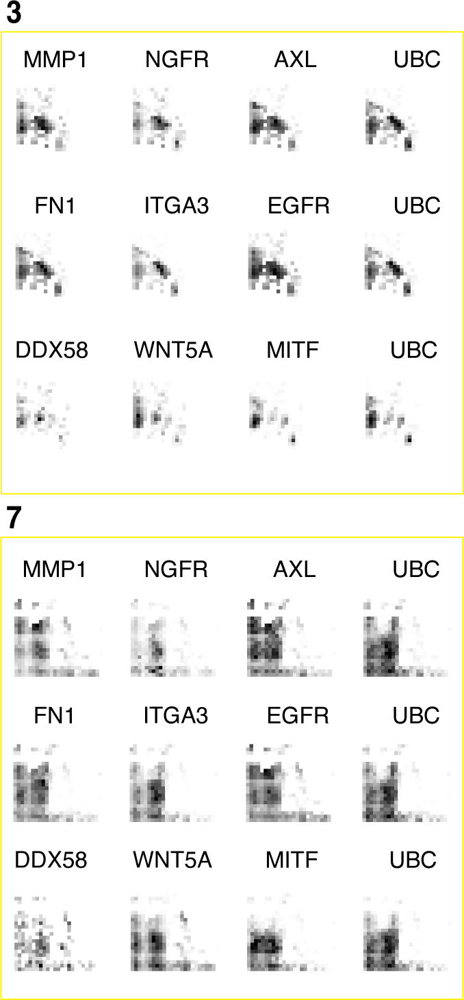 3
MMP1 NGFR AXL UBC
FN1 ITGA3 EGFR UBC
DDX58 WNT5A MITF UBC
7
MMP1 NGFR AXL UBC
FN1 ITGA3 EGFR UBC
DDX58 WNT5A MITF UBC